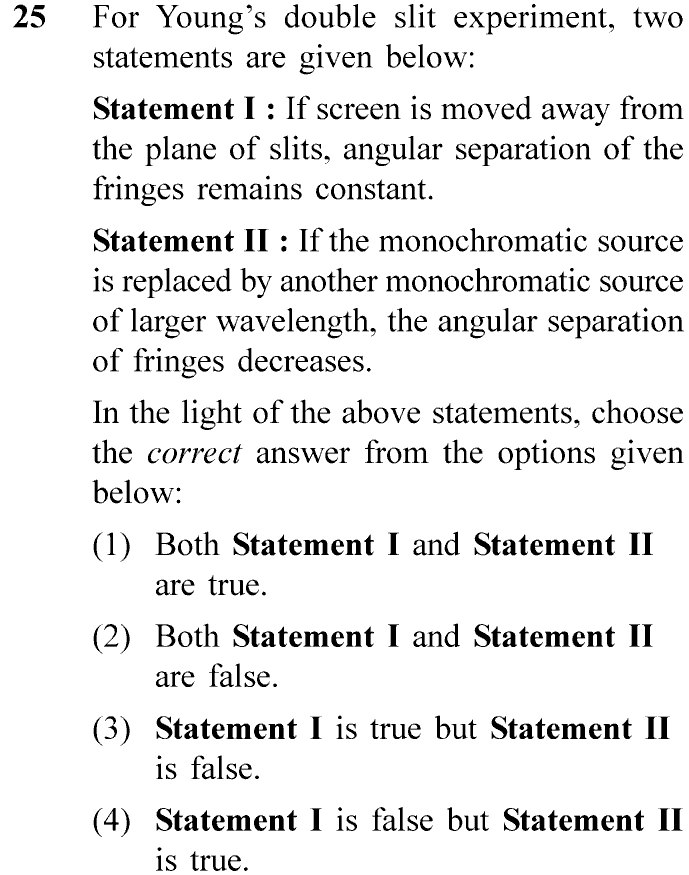 25 For Young's double slit experiment, two
statements are given below:
Statement I : If screen is moved away from
the plane of slits, angular separation of the
fringes remains constant.
Statement II : If the monochromatic source
is replaced by another monochromatic source
of larger wavelength, the angular separation
of fringes decreases.
In the light of the above statements, choose
the correct answer from the options given
below:
(1) Both Statement I and Statement II
are true.
(2) Both Statement I and Statement II
are false.
(3) Statement I is true but Statement II
is false.
(4) Statement I is false but Statement II
is true.